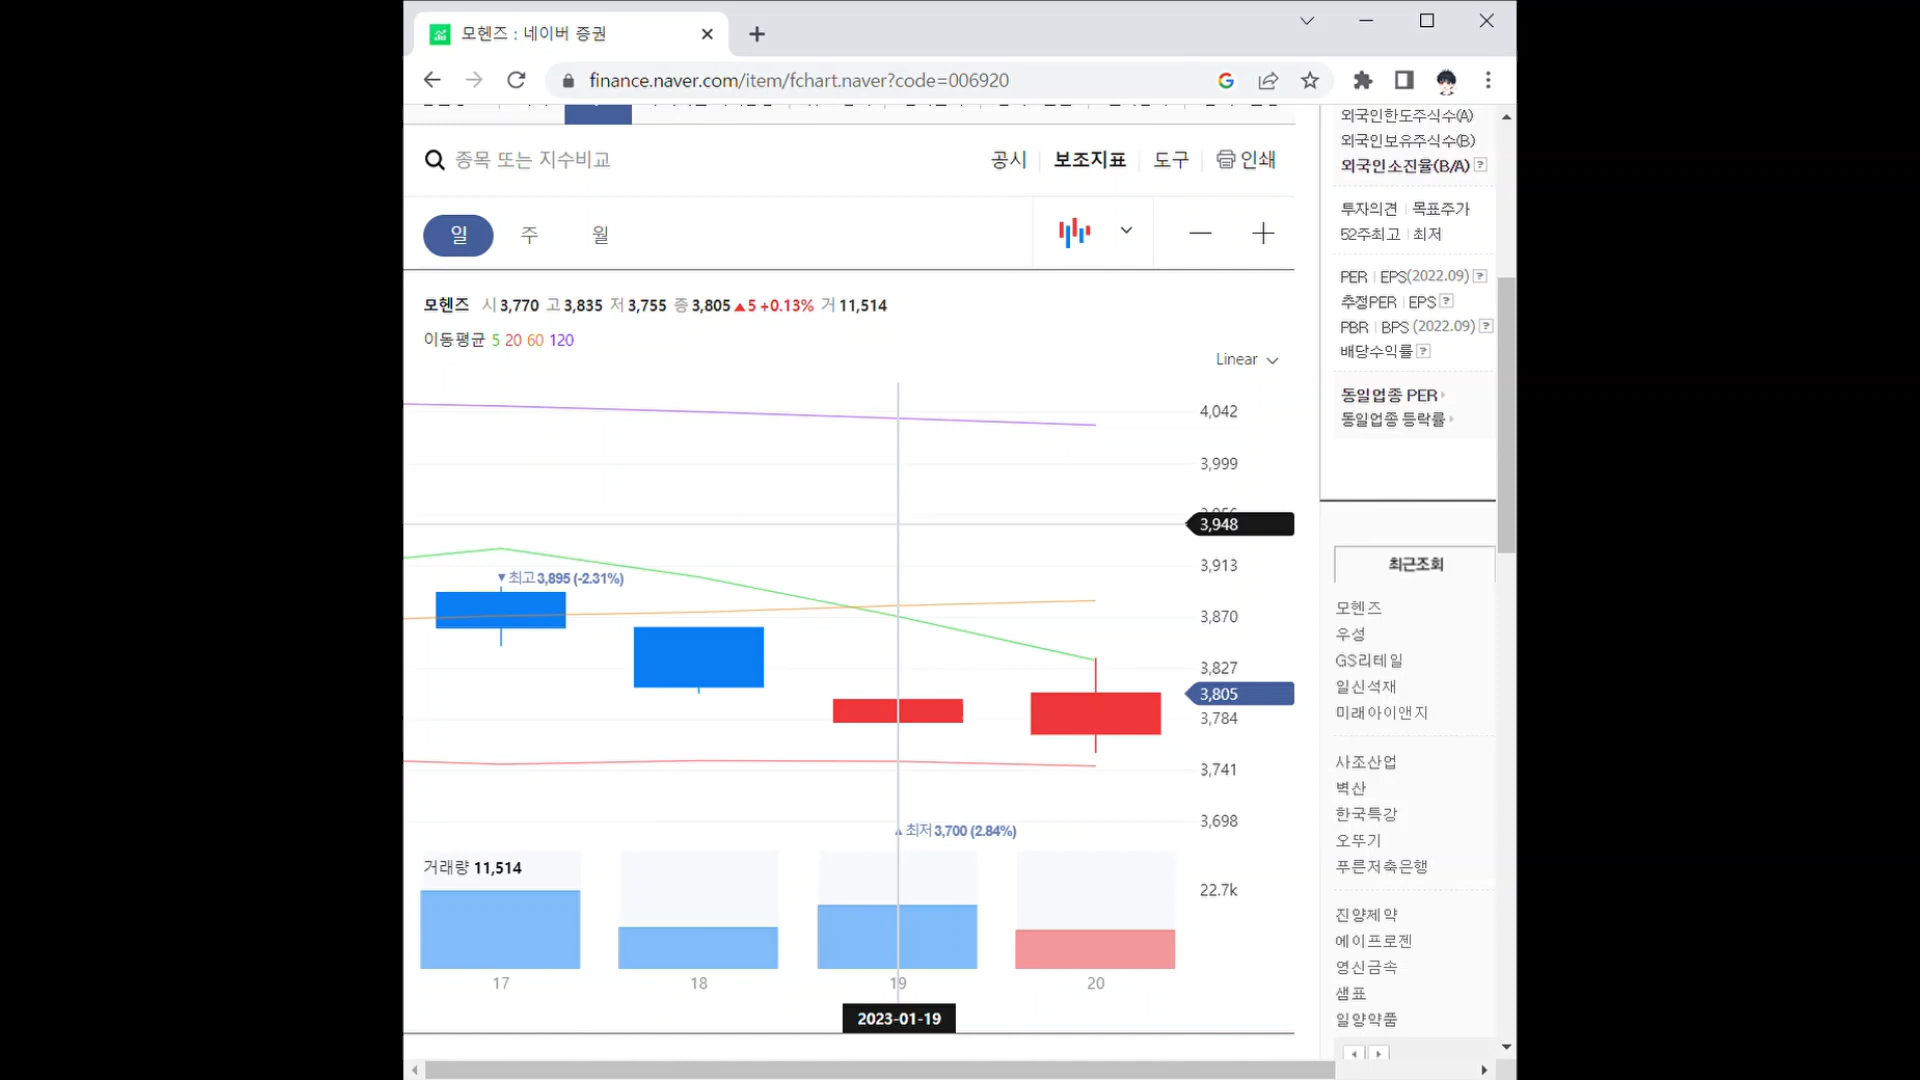 모헨즈 : 네이버 증권
finance.naver.com/item/fchart.naver?code=006920
종목 또는 지수비교
공시 보조지표 도구 인쇄
일 주 월
모헨즈 시 3,770 고 3,835 저 3,755 종 3,805 ▲5 +0.13% 거 11,514
이동평균 5 20 60 120
Linear
4,042
3,999
3,948
3,913
3,870
3,827
3,805
3,784
3,741
3,698
▼최고 3,895 (-2.31%)
▲최저 3,700 (2.84%)
거래량 11,514
22.7k
17 18 19 20
2023-01-19
외국인한도주식수(A)
외국인보유주식수(B)
외국인소진율(B/A) ?
투자의견 | 목표주가
52주최고 | 최저
PER | EPS(2022.09) ?
추정PER | EPS ?
PBR | BPS (2022.09) ?
배당수익률 ?
동일업종 PER
동일업종 등락률
최근조회
모헨즈
우성
GS리테일
일신석재
미래아이앤지
사조산업
벽산
한국특강
오뚜기
푸른저축은행
진양제약
에이프로젠
영신금속
샘표
일양약품